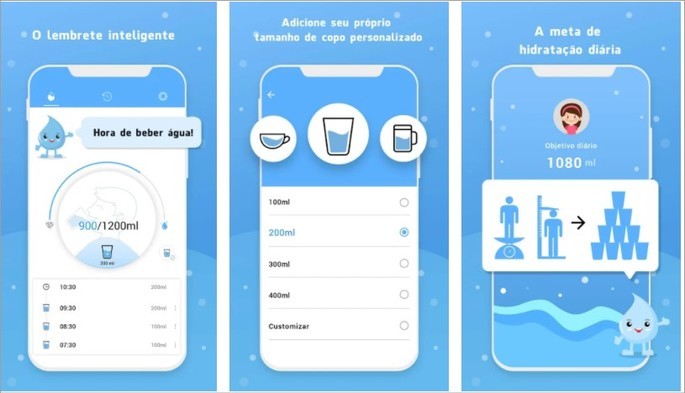 O lembrete inteligente
Hora de beber água!
900/1200ml
200ml
10:30 200ml
09:30 200ml
08:30 100ml
07:30 100ml
Adicione seu próprio
tamanho de copo personalizado
100ml
200ml
300ml
400ml
Customizar
A meta de
hidratação diária
Objetivo diário
1080 ml